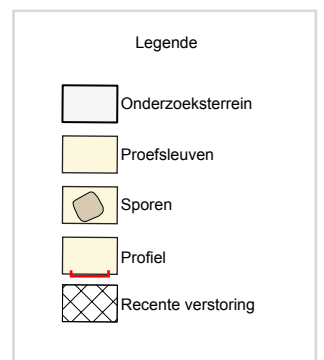 Legende
Onderzoeksterrein
Proefsleuven
Sporen
Profiel
Recente verstoring